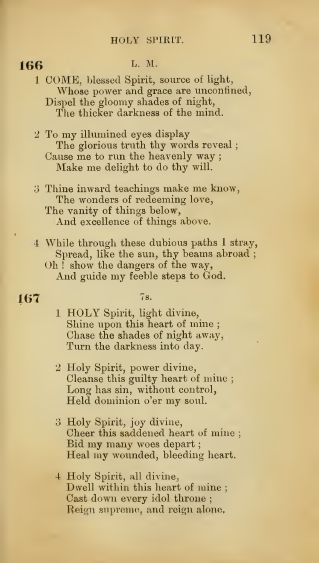 HOLY SPIRIT. 119
166 L. M.
1 COME, blessed Spirit, source of light,
Whose power and grace are unconfined,
Dispel the gloomy shades of night,
The thicker darkness of the mind.
2 To my illumined eyes display
The glorious truth thy words reveal ;
Cause me to run the heavenly way ;
Make me delight to do thy will.
3 Thine inward teachings make me know,
The wonders of redeeming love,
The vanity of things below,
And excellence of things above.
4 While through these dubious paths I stray,
Spread, like the sun, thy beams abroad ;
Oh ! show the dangers of the way,
And guide my feeble steps to God.
167 7s.
1 HOLY Spirit, light divine,
Shine upon this heart of mine ;
Chase the shades of night away,
Turn the darkness into day.
2 Holy Spirit, power divine,
Cleanse this guilty heart of mine ;
Long has sin, without control,
Held dominion o'er my soul.
3 Holy Spirit, joy divine,
Cheer this saddened heart of mine ;
Bid my many woes depart ;
Heal my wounded, bleeding heart.
4 Holy Spirit, all divine,
Dwell within this heart of mine ;
Cast down every idol throne ;
Reign supreme, and reign alone.